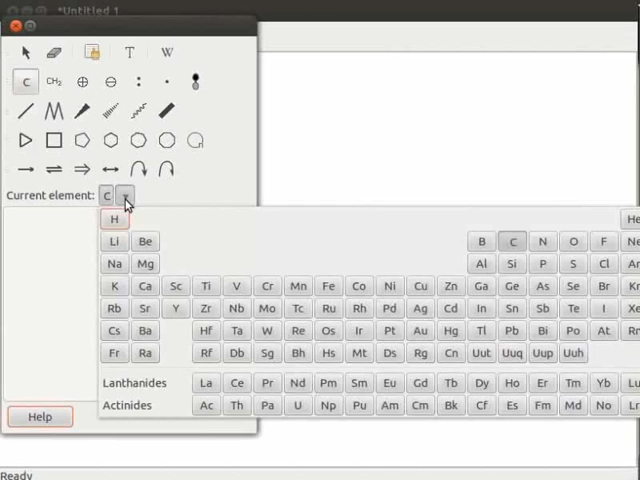 *Untitled 1
T W
C CH2
Current element: C
H He
Li Be B C N O F Ne
Na Mg Al Si P S Cl Ar
K Ca Sc Ti V Cr Mn Fe Co Ni Cu Zn Ga Ge As Se Br Kr
Rb Sr Y Zr Nb Mo Tc Ru Rh Pd Ag Cd In Sn Sb Te I Xe
Cs Ba Hf Ta W Re Os Ir Pt Au Hg Tl Pb Bi Po At Rn
Fr Ra Rf Db Sg Bh Hs Mt Ds Rg Cn Uut Uuq Uup Uuh
Lanthanides La Ce Pr Nd Pm Sm Eu Gd Tb Dy Ho Er Tm Yb Lu
Actinides Ac Th Pa U Np Pu Am Cm Bk Cf Es Fm Md No Lr
Help
Ready